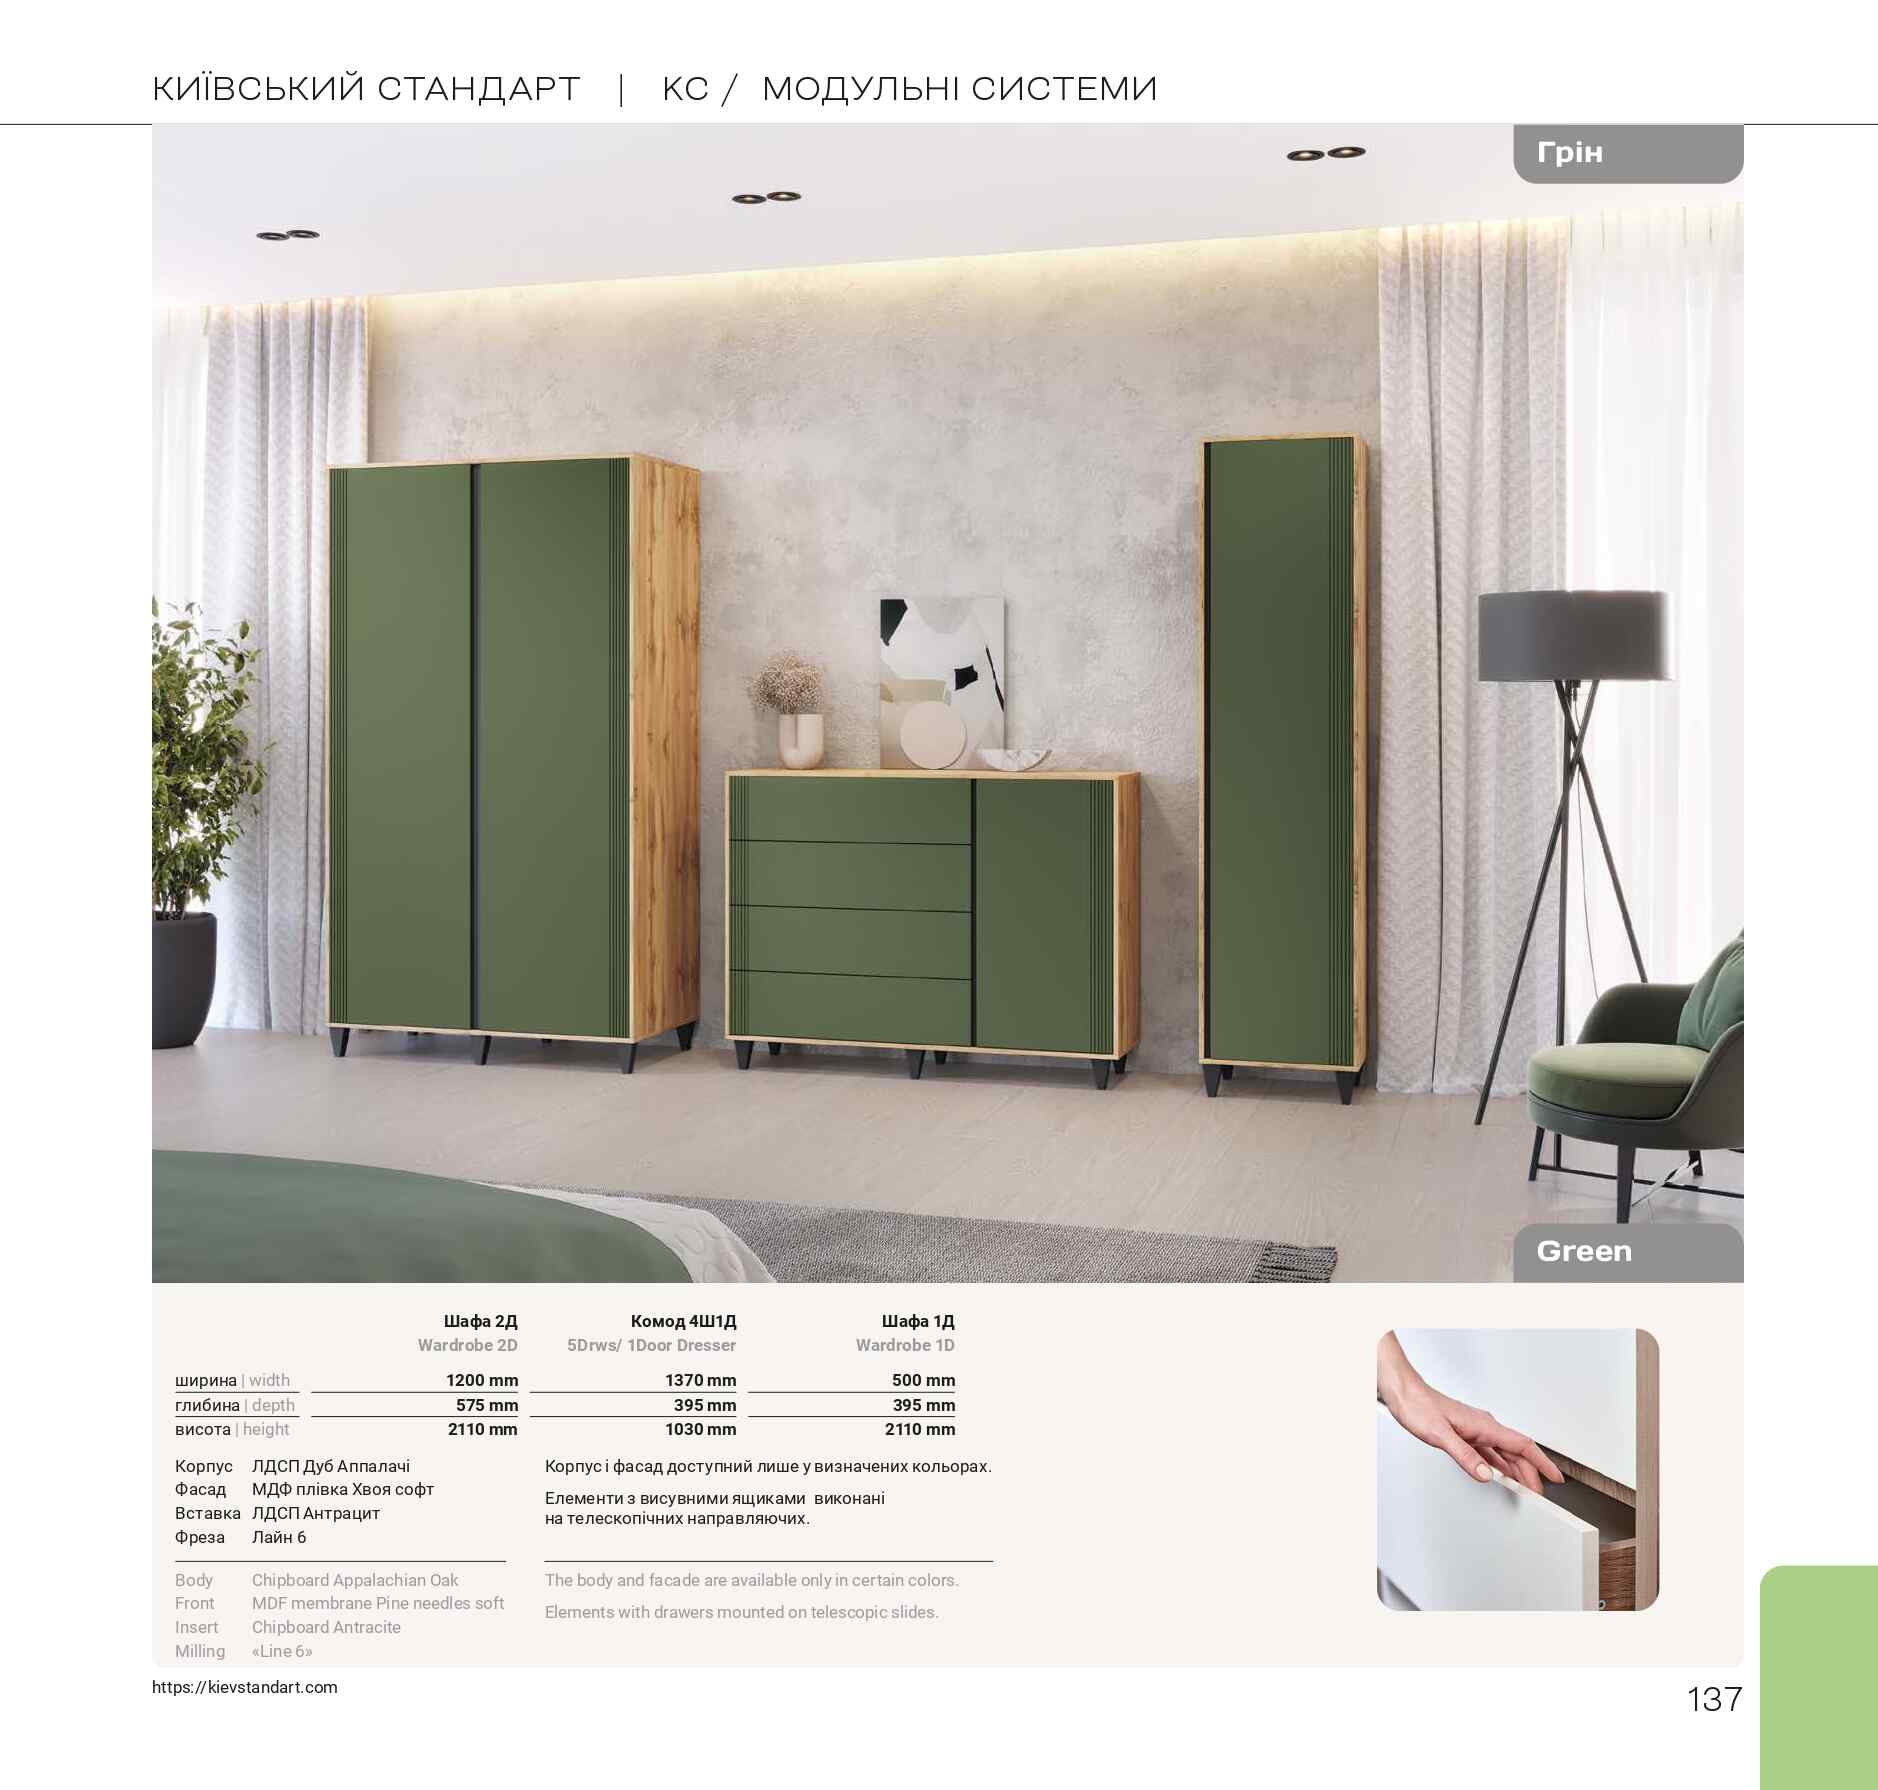 КИЇВСЬКИЙ СТАНДАРТ | КС / МОДУЛЬНІ СИСТЕМИ
Грін
Green
Шафа 2Д Комод 4Ш1Д Шафа 1Д
Wardrobe 2D 5Drws/ 1Door Dresser Wardrobe 1D
ширина | width 1200 mm 1370 mm 500 mm
глибина | depth 575 mm 395 mm 395 mm
висота | height 2110 mm 1030 mm 2110 mm
Корпус ЛДСП Дуб Аппалачі
Фасад МДФ плівка Хвоя софт
Вставка ЛДСП Антрацит
Фреза Лайн 6
Корпус і фасад доступний лише у визначених кольорах.
Елементи з висувними ящиками виконані
на телескопічних направляючих.
Body Chipboard Appalachian Oak
Front MDF membrane Pine needles soft
Insert Chipboard Antracite
Milling «Line 6»
The body and facade are available only in certain colors.
Elements with drawers mounted on telescopic slides.
https://kievstandart.com
137